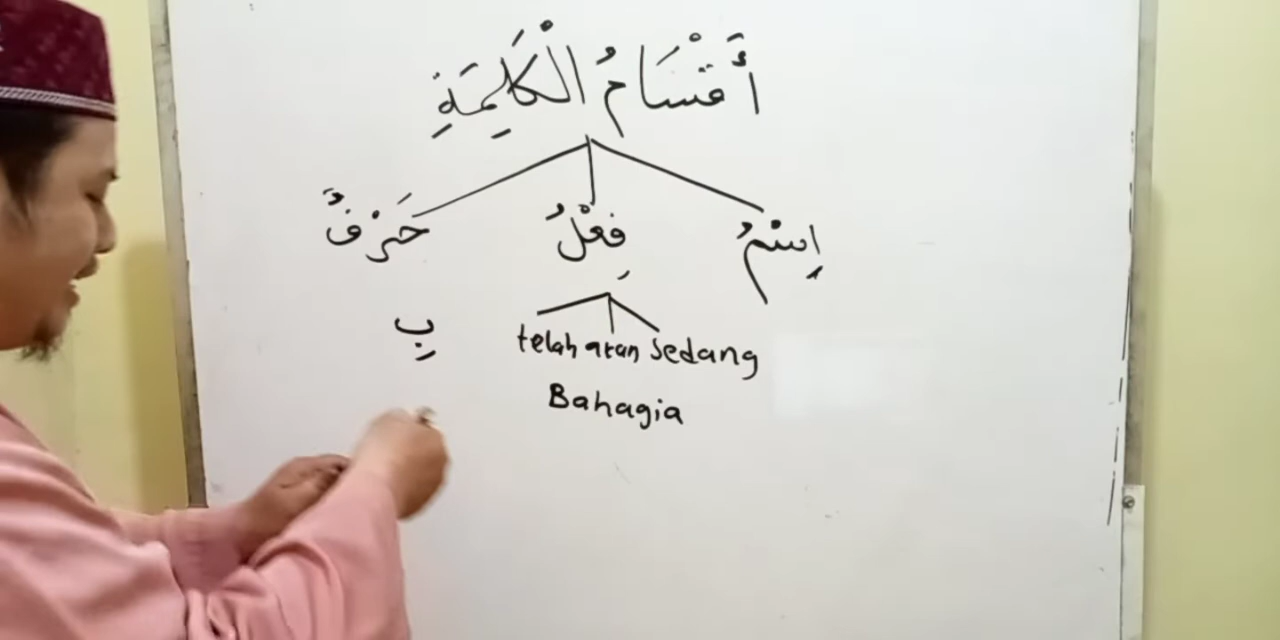 أَقْسَامُ الْكَلِمَةِ
اِسْمٌ فِعْلٌ حَرْفٌ
بِ
telah akan sedang
Bahagia